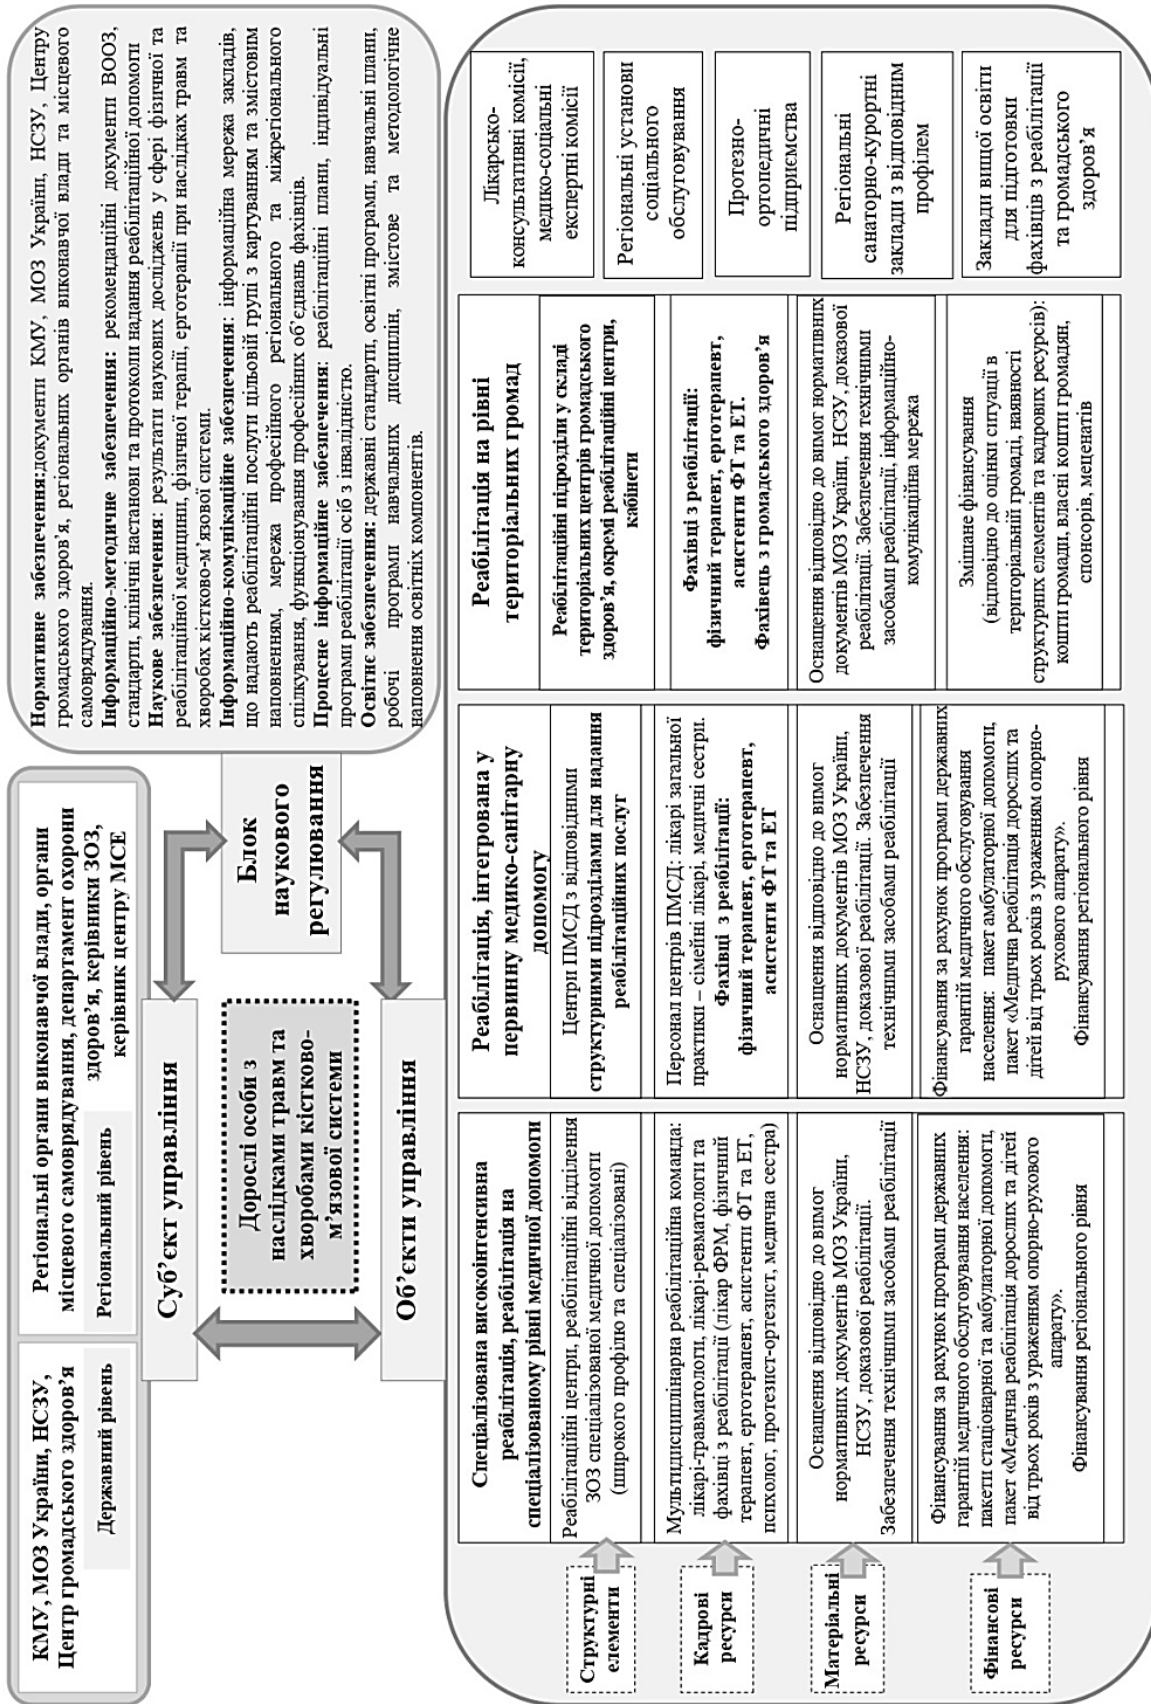 КМУ, МОЗ України, НСЗУ,
Центр громадського здоров’я
Державний рівень
Регіональні органи виконавчої влади, органи
місцевого самоврядування, департамент охорони
здоров’я, керівники ЗОЗ,
керівник центру МСЕ
Регіональний рівень
Суб’єкт управління
Дорослі особи з
наслідками травм та
хворобами кістково-
м’язової системи
Об’єкти управління
Блок
наукового
регулювання
Нормативне забезпечення:документи КМУ, МОЗ України, НСЗУ, Центру
громадського здоров’я, регіональних органів виконавчої влади та місцевого
самоврядування.
Інформаційно-методичне забезпечення: рекомендаційні документи ВООЗ,
стандарти, клінічні настанови та протоколи надання реабілітаційної допомоги
Наукове забезпечення: результати наукових досліджень у сфері фізичної та
реабілітаційної медицини, фізичної терапії, ерготерапії при наслідках травм та
хворобах кістково-м’язової системи.
Інформаційно-комунікаційне забезпечення: інформаційна мережа закладів,
що надають реабілітаційні послуги цільовій групі з картуванням та змістовим
наповненням, мережа професійного регіонального та міжрегіонального
спілкування, функціонування професійних об’єднань фахівців.
Процесне інформаційне забезпечення: реабілітаційні плани, індивідуальні
програми реабілітації осіб з інвалідністю.
Освітнє забезпечення: державні стандарти, освітні програми, навчальні плани,
робочі програми навчальних дисциплін, змістове та методологічне
наповнення освітніх компонентів.
Спеціалізована високоінтенсивна
реабілітація, реабілітація на
спеціалізованому рівні медичної допомоги
Реабілітація, інтегрована у
первинну медико-санітарну
допомогу
Реабілітація на рівні
територіальних громад
Структурні
елементи
Реабілітаційні центри, реабілітаційні відділення
ЗОЗ спеціалізованої медичної допомоги
(широкого профілю та спеціалізовані)
Центри ПМСД з відповідними
структурними підрозділами для надання
реабілітаційних послуг
Реабілітаційні підрозділи у складі
територіальних центрів громадського
здоров’я, окремі реабілітаційні центри,
кабінети
Кадрові
ресурси
Мультидисциплінарна реабілітаційна команда:
лікарі-травматологи, лікарі-ревматологи та
фахівці з реабілітації (лікар ФРМ, фізичний
терапевт, ерготерапевт, асистенти ФТ та ЕТ,
психолог, протезист-ортезист, медична сестра)
Персонал центрів ПМСД: лікарі загальної
практики – сімейні лікарі, медичні сестри.
Фахівці з реабілітації:
фізичний терапевт, ерготерапевт,
асистенти ФТ та ЕТ
Фахівці з реабілітації:
фізичний терапевт, ерготерапевт,
асистенти ФТ та ЕТ.
Фахівець з громадського здоров’я
Матеріальні
ресурси
Оснащення відповідно до вимог
нормативних документів МОЗ України,
НСЗУ, доказової реабілітації.
Забезпечення технічними засобами реабілітації
Оснащення відповідно до вимог
нормативних документів МОЗ України,
НСЗУ, доказової реабілітації. Забезпечення
технічними засобами реабілітації
Оснащення відповідно до вимог нормативних
документів МОЗ України, НСЗУ, доказової
реабілітації. Забезпечення технічними
засобами реабілітації, інформаційно-
комунікаційна мережа
Фінансові
ресурси
Фінансування за рахунок програми державних
гарантій медичного обслуговування населення:
пакети стаціонарної та амбулаторної допомоги,
пакет «Медична реабілітація дорослих та дітей
від трьох років з ураженням опорно-рухового
апарату».
Фінансування регіонального рівня
Фінансування за рахунок програми державних
гарантій медичного обслуговування
населення: пакет амбулаторної допомоги,
пакет «Медична реабілітація дорослих та
дітей від трьох років з ураженням опорно-
рухового апарату».
Фінансування регіонального рівня
Змішане фінансування
(відповідно до оцінки ситуації в
територіальній громаді, наявності
структурних елементів та кадрових ресурсів):
кошти громади, власні кошти громадян,
спонсорів, меценатів
Лікарсько-
консультативні комісії,
медико-соціальні
експертні комісії
Регіональні установи
соціального
обслуговування
Протезно-
ортопедичні
підприємства
Регіональні
санаторно-курортні
заклади з відповідним
профілем
Заклади вищої освіти
для підготовки
фахівців з реабілітації
та громадського
здоров’я